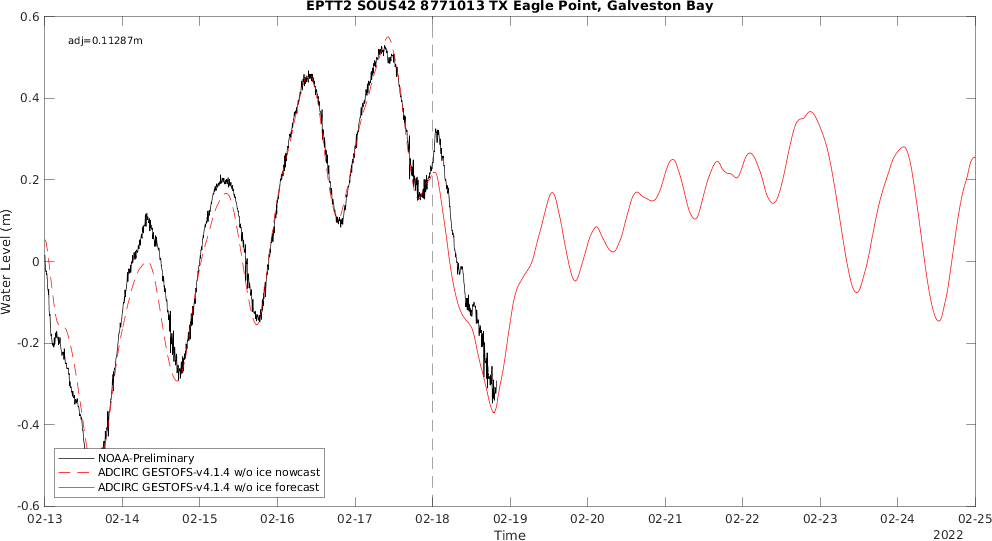 EPTT2 SOUS42 8771013 TX Eagle Point, Galveston Bay
adj=0.11287m
0.6
0.4
0.2
0
-0.2
-0.4
-0.6
Water Level (m)
NOAA-Preliminary
ADCIRC GESTOFS-v4.1.4 w/o ice nowcast
ADCIRC GESTOFS-v4.1.4 w/o ice forecast
02-13 02-14 02-15 02-16 02-17 02-18 02-19 02-20 02-21 02-22 02-23 02-24 02-25
Time
2022